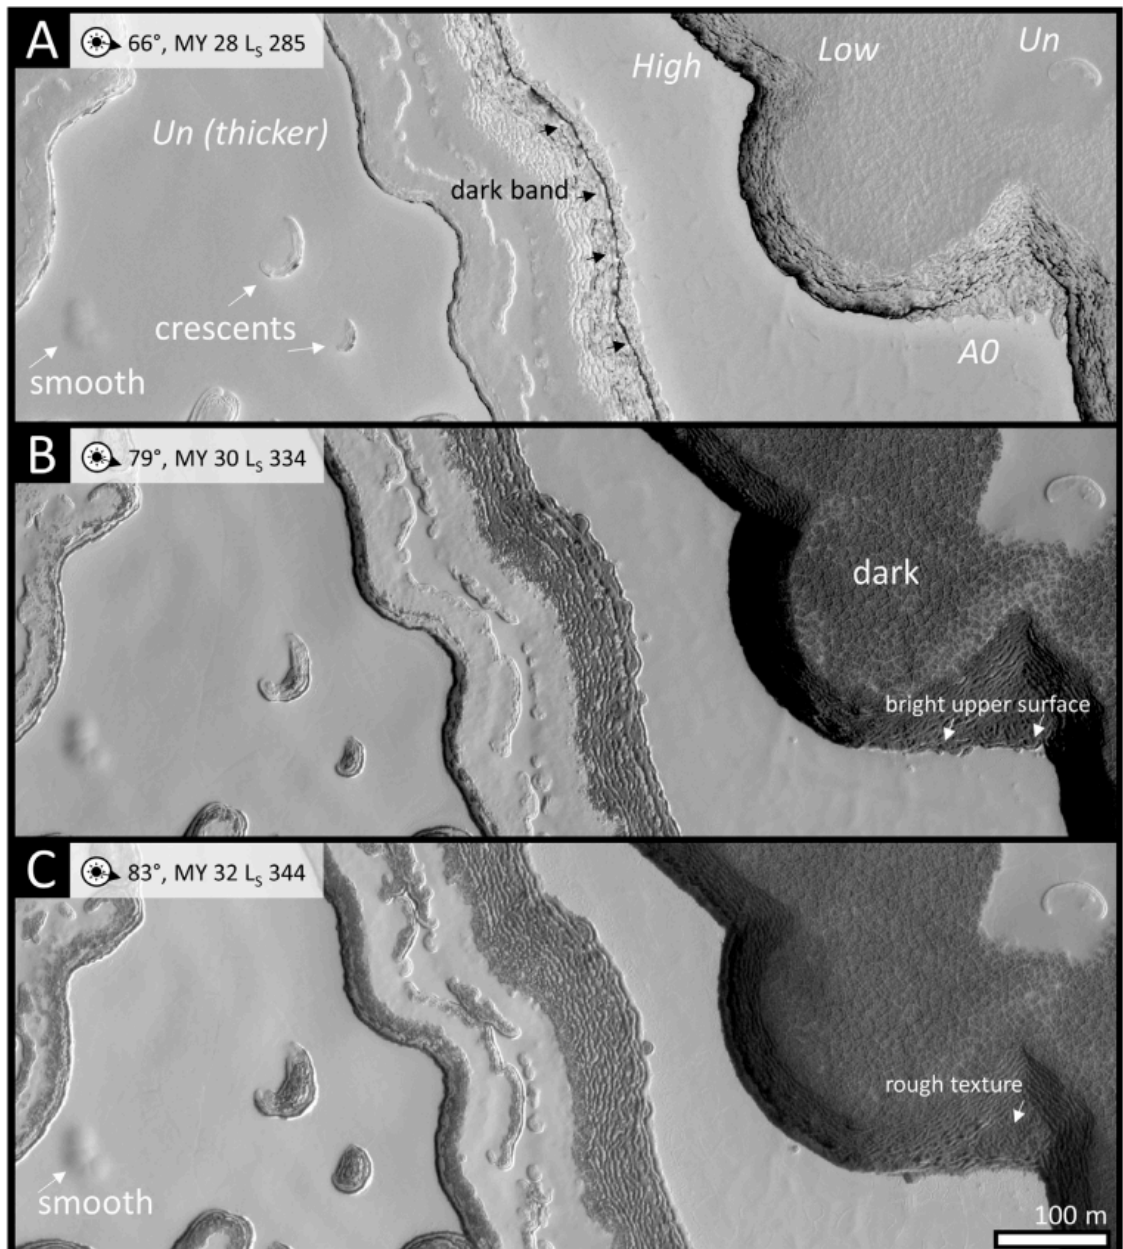 A
66°, MY 28 Lₛ 285
Un
Low
High
Un (thicker)
dark band
crescents
A0
smooth
B
79°, MY 30 Lₛ 334
dark
bright upper surface
C
83°, MY 32 Lₛ 344
rough texture
smooth
100 m